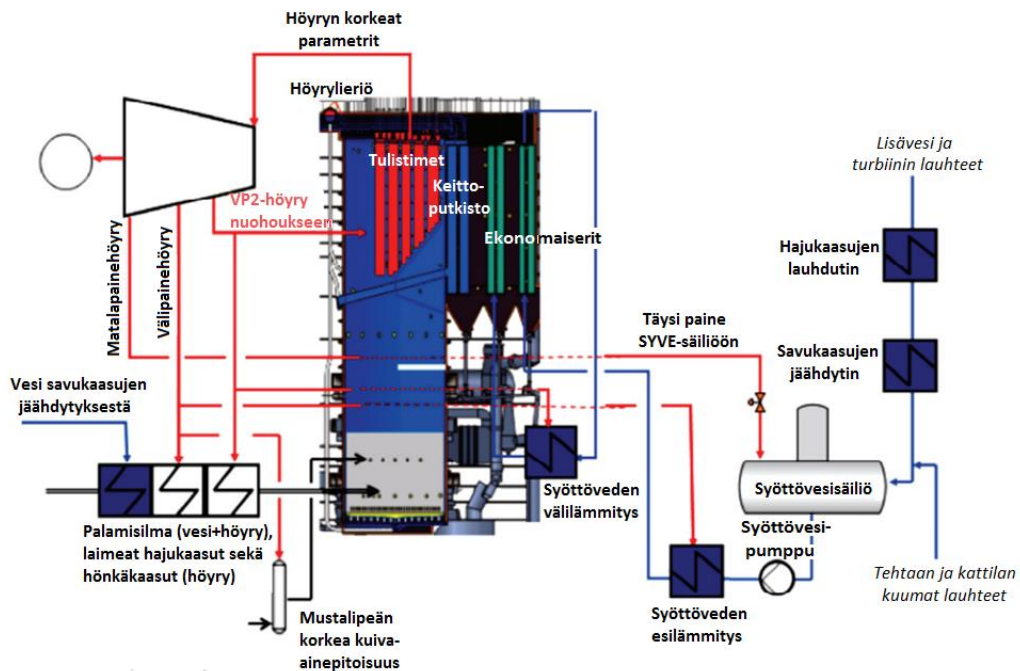 Höyryn korkeat
parametrit
Höyrylieriö
Tulistimet
Keitto-
putkisto
Ekonomaiserit
VP2-höyry
nuohoukseen
Matalapainehöyry
Välipainehöyry
Lisävesi ja
turbiinin lauhteet
Hajukaasujen
lauhdutin
Savukaasujen
jäähdytin
Täysi paine
SYVE-säiliöön
Vesi savukaasujen
jäähdytyksestä
Syöttövesisäiliö
Syöttöveden
välilämmitys
Syöttövesi-
pumppu
Palamisilma (vesi+höyry),
laimeat hajukaasut sekä
hönkäkaasut (höyry)
Tehtaan ja kattilan
kuumat lauhteet
Syöttöveden
esilämmitys
Mustalipeän
korkea kuiva-
ainepitoisuus